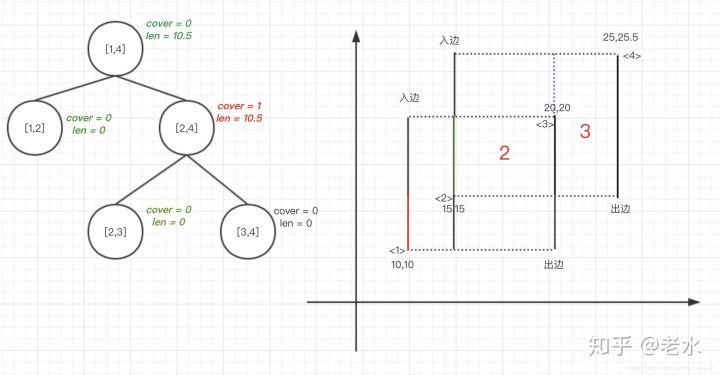 cover = 0
len = 10.5
[1,4]
cover = 0
len = 0
[1,2]
cover = 1
len = 10.5
[2,4]
cover = 0
len = 0
[2,3]
cover = 0
len = 0
[3,4]
入边
25,25.5
<4>
入边
20,20
<3>
2
3
<2>
15,15
出边
<1>
10,10
出边
知乎 @老水